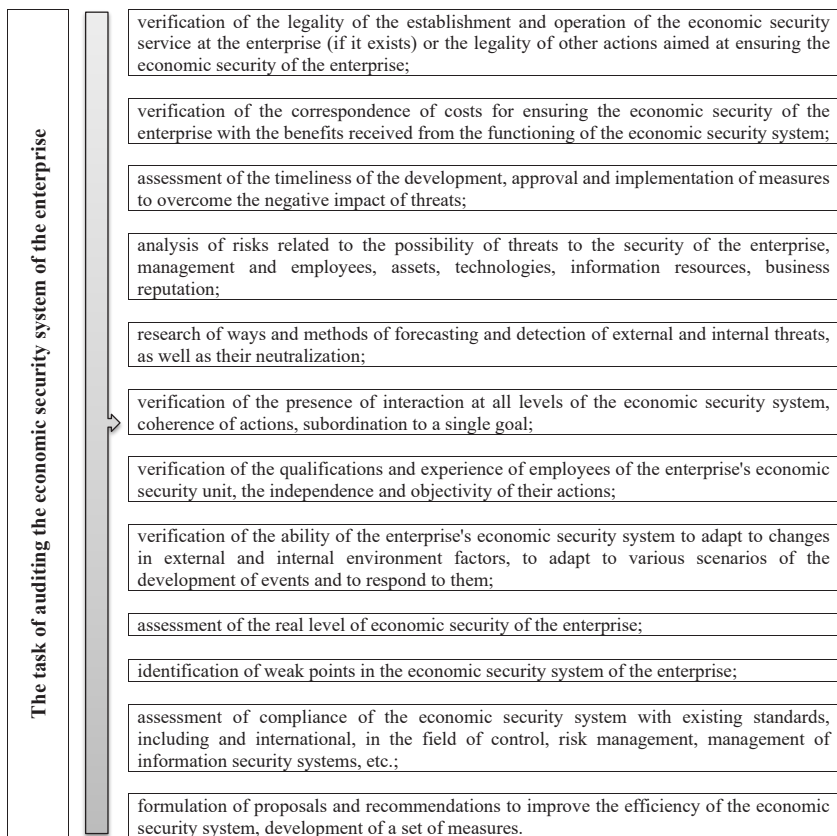 The task of auditing the economic security system of the enterprise
verification of the legality of the establishment and operation of the economic security
service at the enterprise (if it exists) or the legality of other actions aimed at ensuring the
economic security of the enterprise;
verification of the correspondence of costs for ensuring the economic security of the
enterprise with the benefits received from the functioning of the economic security system;
assessment of the timeliness of the development, approval and implementation of measures
to overcome the negative impact of threats;
analysis of risks related to the possibility of threats to the security of the enterprise,
management and employees, assets, technologies, information resources, business
reputation;
research of ways and methods of forecasting and detection of external and internal threats,
as well as their neutralization;
verification of the presence of interaction at all levels of the economic security system,
coherence of actions, subordination to a single goal;
verification of the qualifications and experience of employees of the enterprise's economic
security unit, the independence and objectivity of their actions;
verification of the ability of the enterprise's economic security system to adapt to changes
in external and internal environment factors, to adapt to various scenarios of the
development of events and to respond to them;
assessment of the real level of economic security of the enterprise;
identification of weak points in the economic security system of the enterprise;
assessment of compliance of the economic security system with existing standards,
including and international, in the field of control, risk management, management of
information security systems, etc.;
formulation of proposals and recommendations to improve the efficiency of the economic
security system, development of a set of measures.